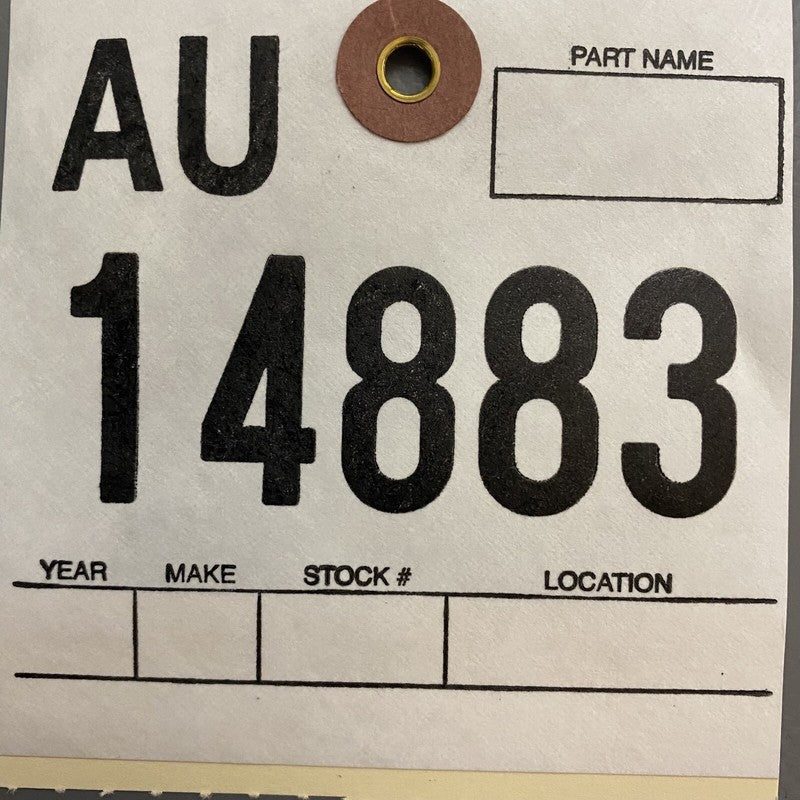 AU
PART NAME
14883
YEAR MAKE STOCK # LOCATION